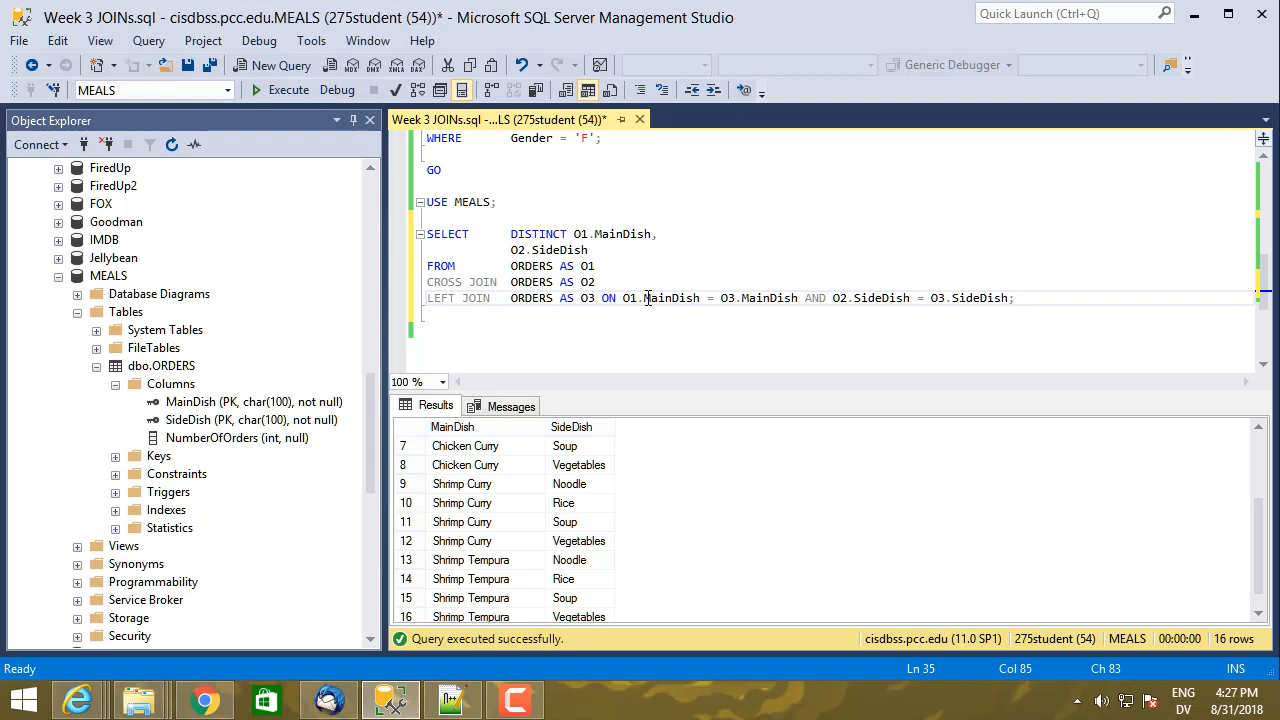 Week 3 JOINs.sql - cisdbss.pcc.edu.MEALS (275student (54))* - Microsoft SQL Server Management Studio
Quick Launch (Ctrl+Q)
File Edit View Query Project Debug Tools Window Help
New Query
Generic Debugger
MEALS
Execute Debug
Object Explorer
Week 3 JOINs.sql -...LS (275student (54))*
Connect
FiredUp
FiredUp2
FOX
Goodman
IMDB
Jellybean
MEALS
Database Diagrams
Tables
System Tables
FileTables
dbo.ORDERS
Columns
MainDish (PK, char(100), not null)
SideDish (PK, char(100), not null)
NumberOfOrders (int, null)
Keys
Constraints
Triggers
Indexes
Statistics
Views
Synonyms
Programmability
Service Broker
Storage
Security
WHERE Gender = 'F';
GO
USE MEALS;
SELECT DISTINCT O1.MainDish,
O2.SideDish
FROM ORDERS AS O1
CROSS JOIN ORDERS AS O2
LEFT JOIN ORDERS AS O3 ON O1.MainDish = O3.MainDish AND O2.SideDish = O3.SideDish;
100 %
Results Messages
MainDish SideDish
7 Chicken Curry Soup
8 Chicken Curry Vegetables
9 Shrimp Curry Noodle
10 Shrimp Curry Rice
11 Shrimp Curry Soup
12 Shrimp Curry Vegetables
13 Shrimp Tempura Noodle
14 Shrimp Tempura Rice
15 Shrimp Tempura Soup
16 Shrimp Tempura Vegetables
Query executed successfully. cisdbss.pcc.edu (11.0 SP1) 275student (54) MEALS 00:00:00 16 rows
Ready Ln 35 Col 85 Ch 83 INS
ENG 4:27 PM
DV 8/31/2018